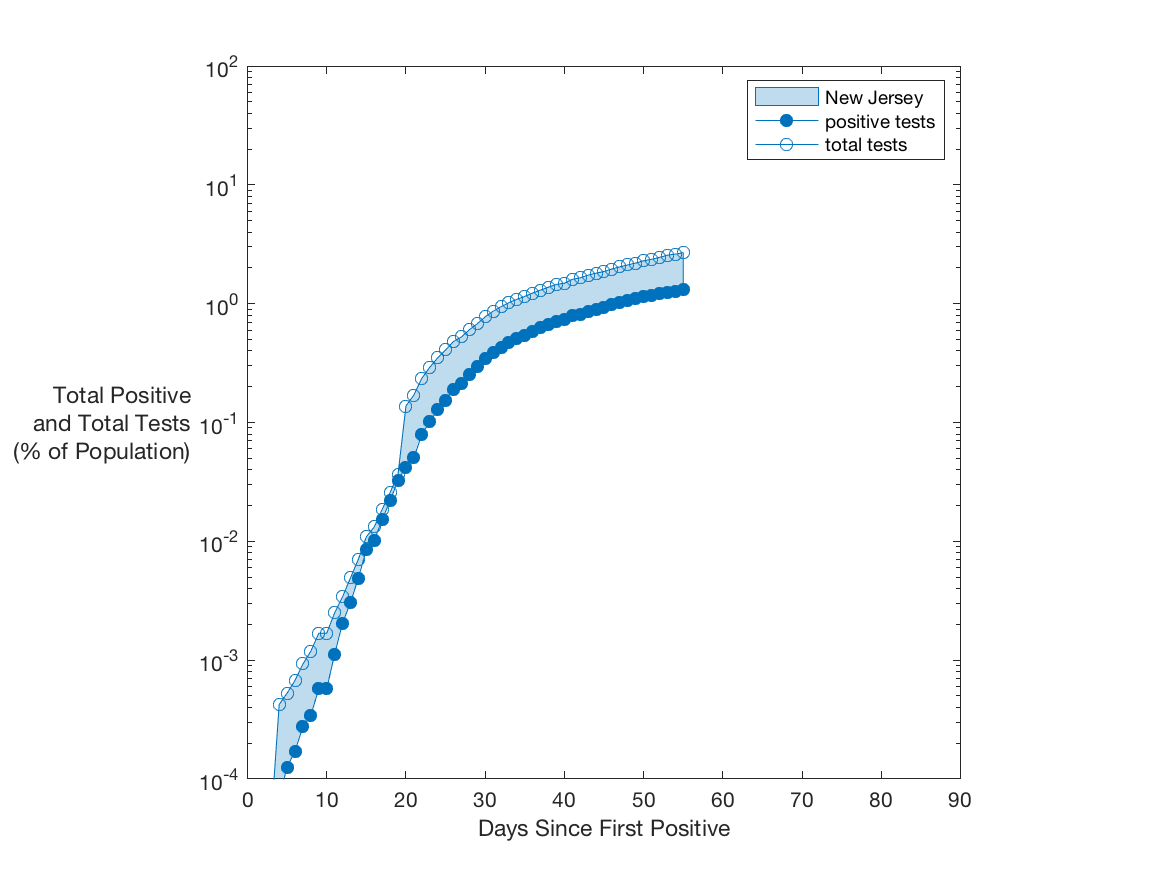 10^2
10^1
10^0
10^-1
10^-2
10^-3
10^-4
Total Positive
and Total Tests
(% of Population)
New Jersey
positive tests
total tests
0 10 20 30 40 50 60 70 80 90
Days Since First Positive